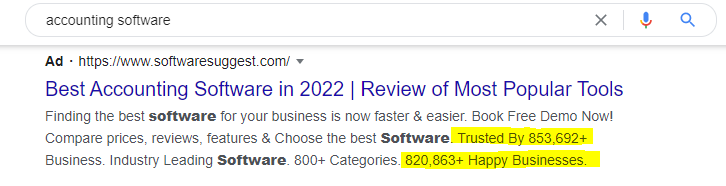 accounting software
Ad · https://www.softwaresuggest.com/
Best Accounting Software in 2022 | Review of Most Popular Tools
Finding the best software for your business is now faster & easier. Book Free Demo Now!
Compare prices, reviews, features & Choose the best Software. Trusted By 853,692+
Business. Industry Leading Software. 800+ Categories. 820,863+ Happy Businesses.